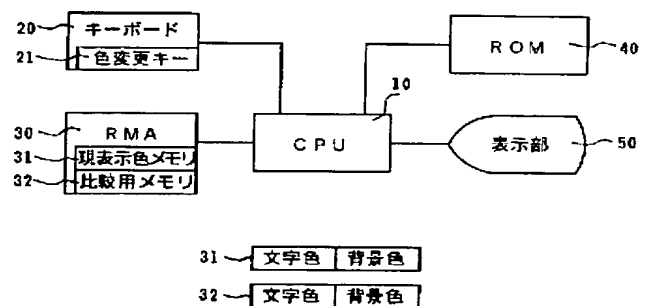 20 キーボード
21 色変更キー
ROM 40
10
CPU
30 RMA
31 現表示色メモリ
32 比較用メモリ
表示部 50
31 文字色 背景色
32 文字色 背景色